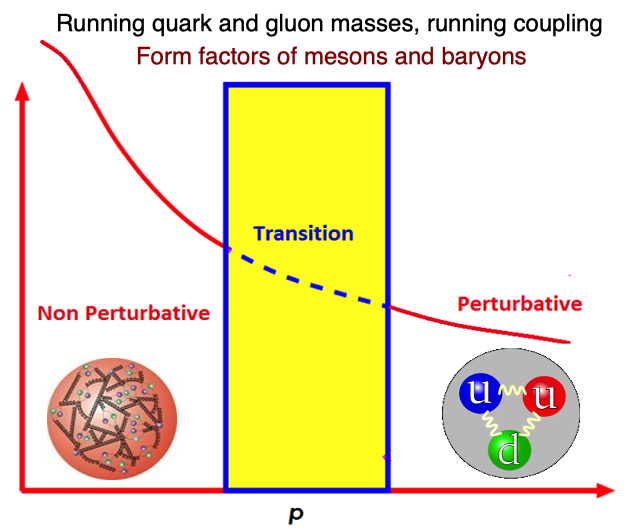 Running quark and gluon masses, running coupling
Form factors of mesons and baryons
Transition
Non Perturbative
Perturbative
u u
d
p